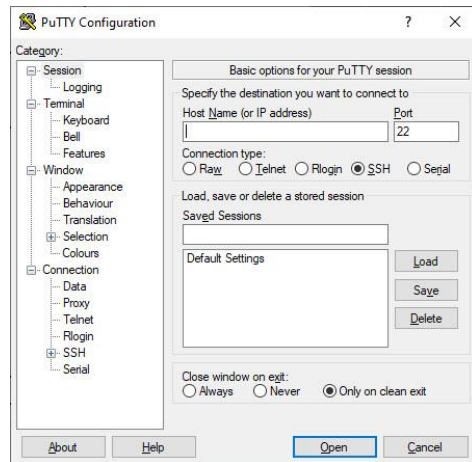 PuTTY Configuration
? ×
Category:
Session
Logging
Terminal
Keyboard
Bell
Features
Window
Appearance
Behaviour
Translation
Selection
Colours
Connection
Data
Proxy
Telnet
Rlogin
SSH
Serial
Basic options for your PuTTY session
Specify the destination you want to connect to
Host Name (or IP address) Port
22
Connection type:
Raw Telnet Rlogin SSH Serial
Load, save or delete a stored session
Saved Sessions
Default Settings
Load
Save
Delete
Close window on exit:
Always Never Only on clean exit
About Help Open Cancel